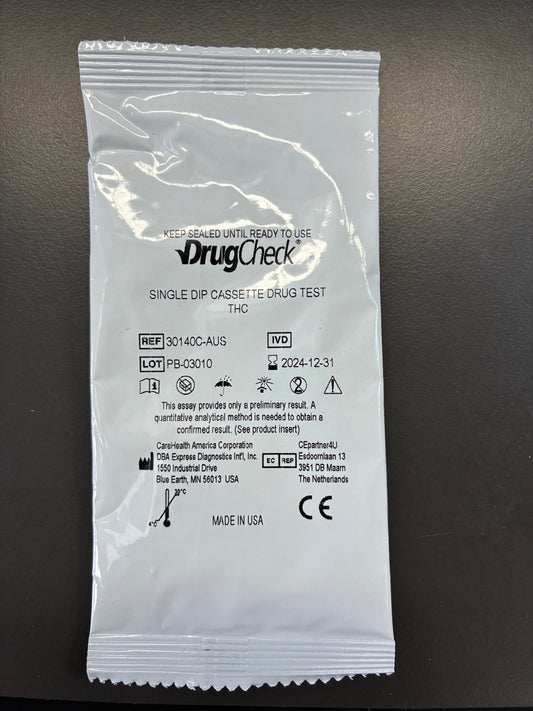 KEEP SEALED UNTIL READY TO USE
DrugCheck®
SINGLE DIP CASSETTE DRUG TEST
THC
REF 30140C-AUS IVD
LOT PB-03010 2024-12-31
This assay provides only a preliminary result. A
quantitative analytical method is needed to obtain a
confirmed result. (See product insert)
CareHealth America Corporation
DBA Express Diagnostics Int'l, Inc.
1550 Industrial Drive
Blue Earth, MN 56013 USA
EC REP
CEpartner4U
Esdoornlaan 13
3951 DB Maarn
The Netherlands
4°C
MADE IN USA
CE